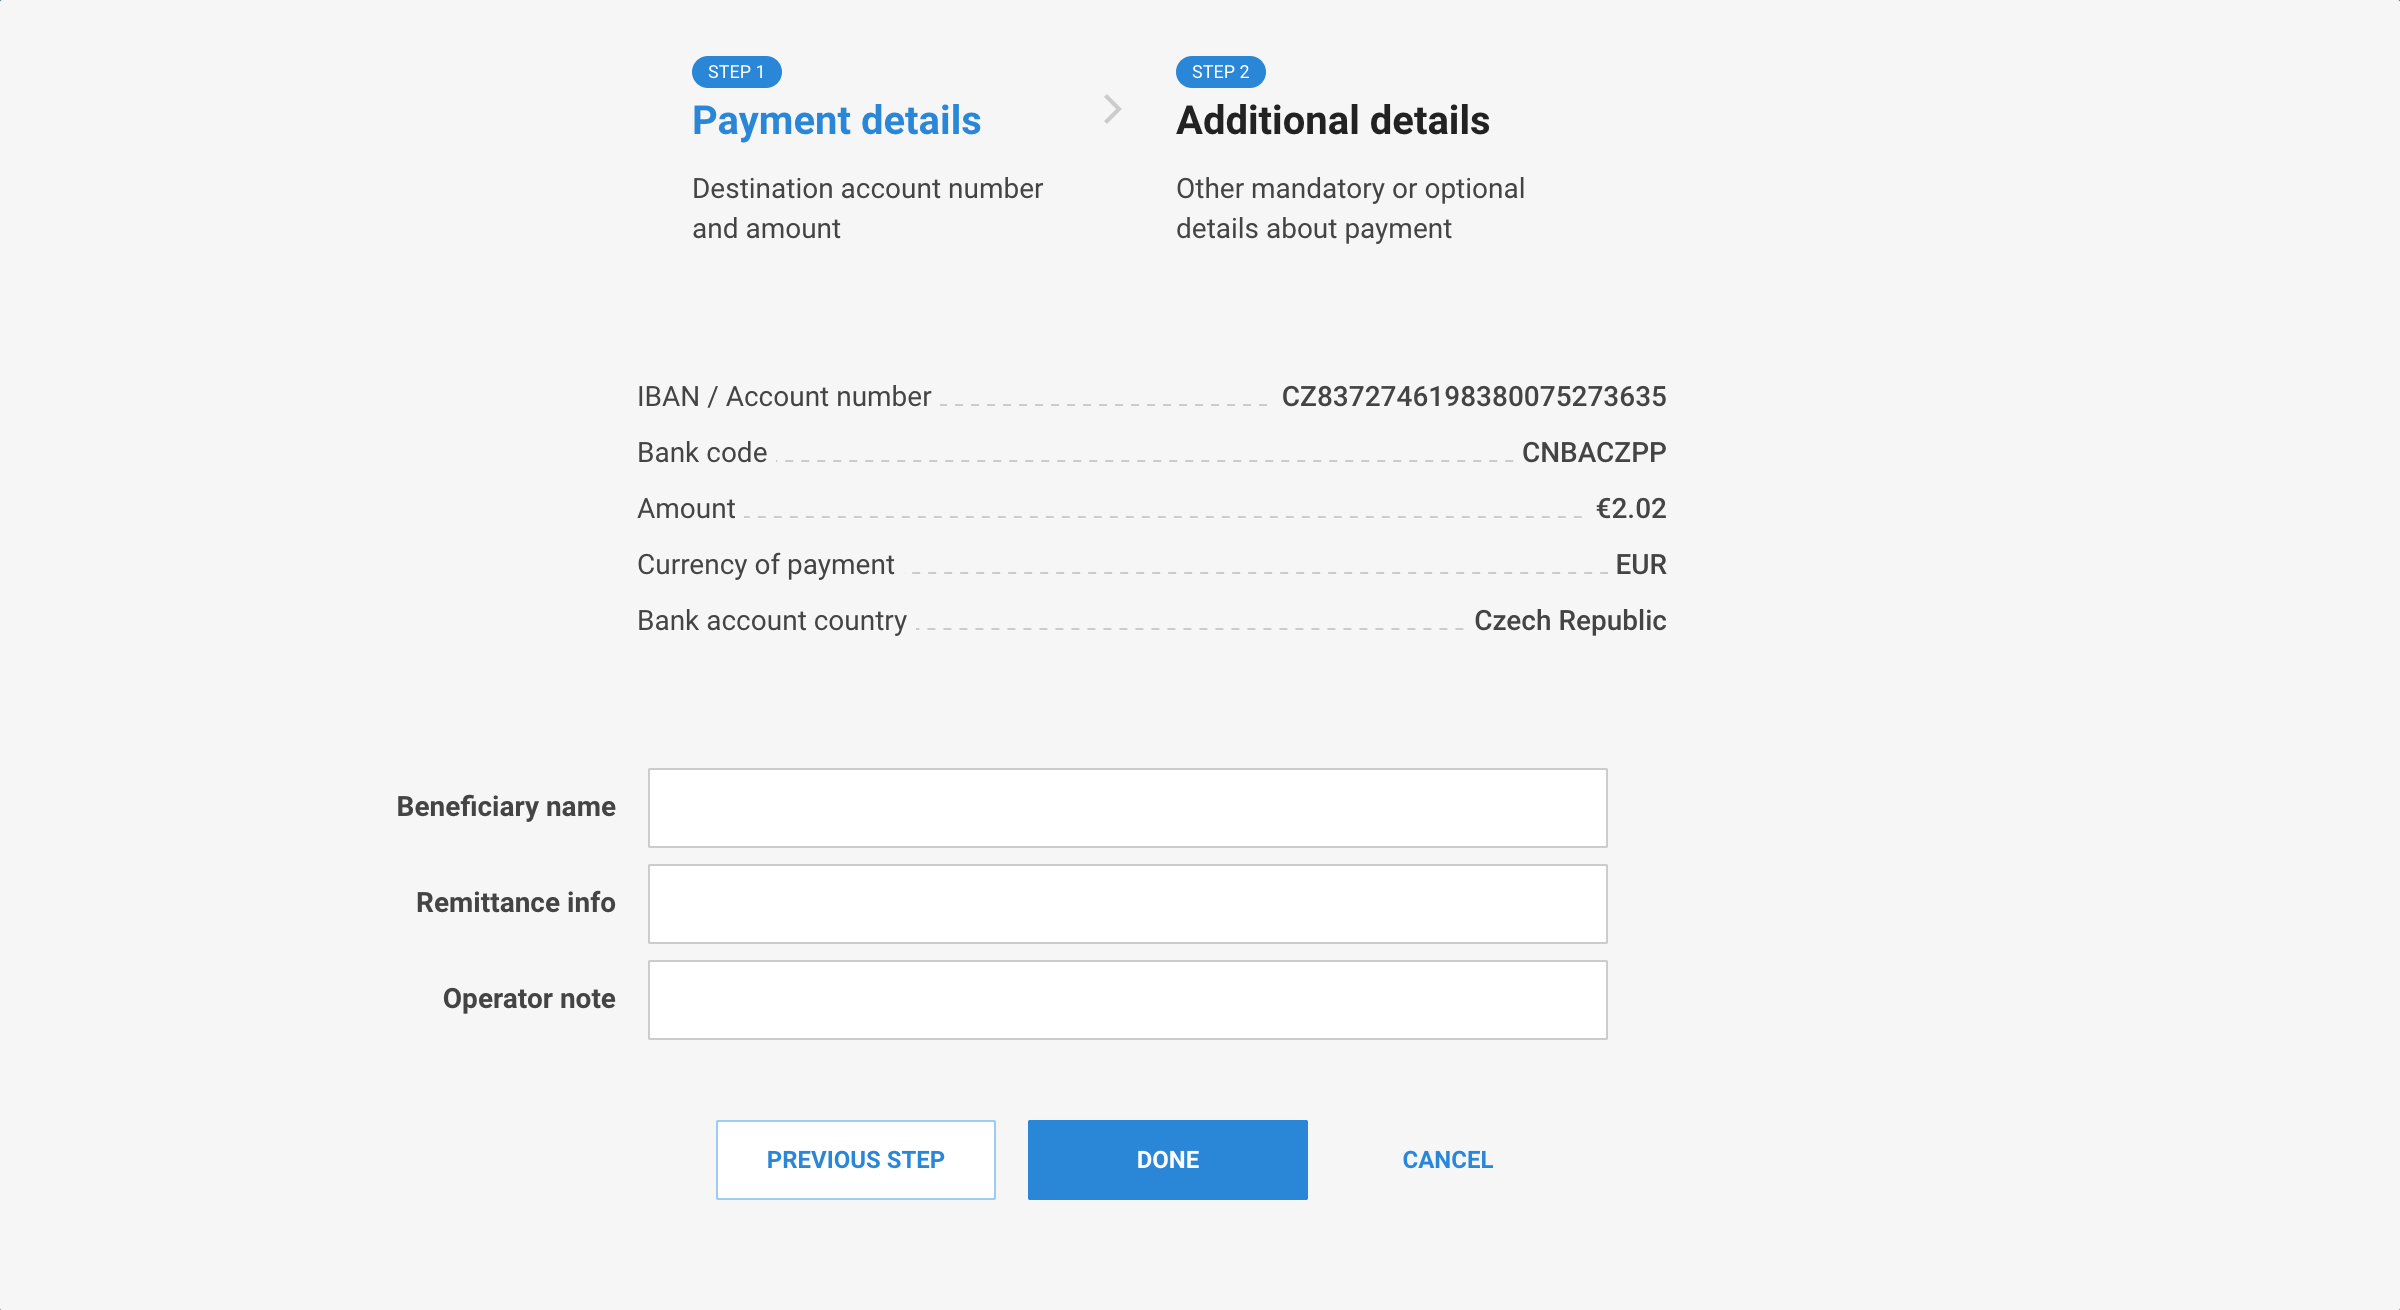 STEP 1
Payment details
Destination account number
and amount
STEP 2
Additional details
Other mandatory or optional
details about payment
IBAN / Account number CZ8372746198380075273635
Bank code CNBACZPP
Amount €2.02
Currency of payment EUR
Bank account country Czech Republic
Beneficiary name
Remittance info
Operator note
PREVIOUS STEP DONE CANCEL